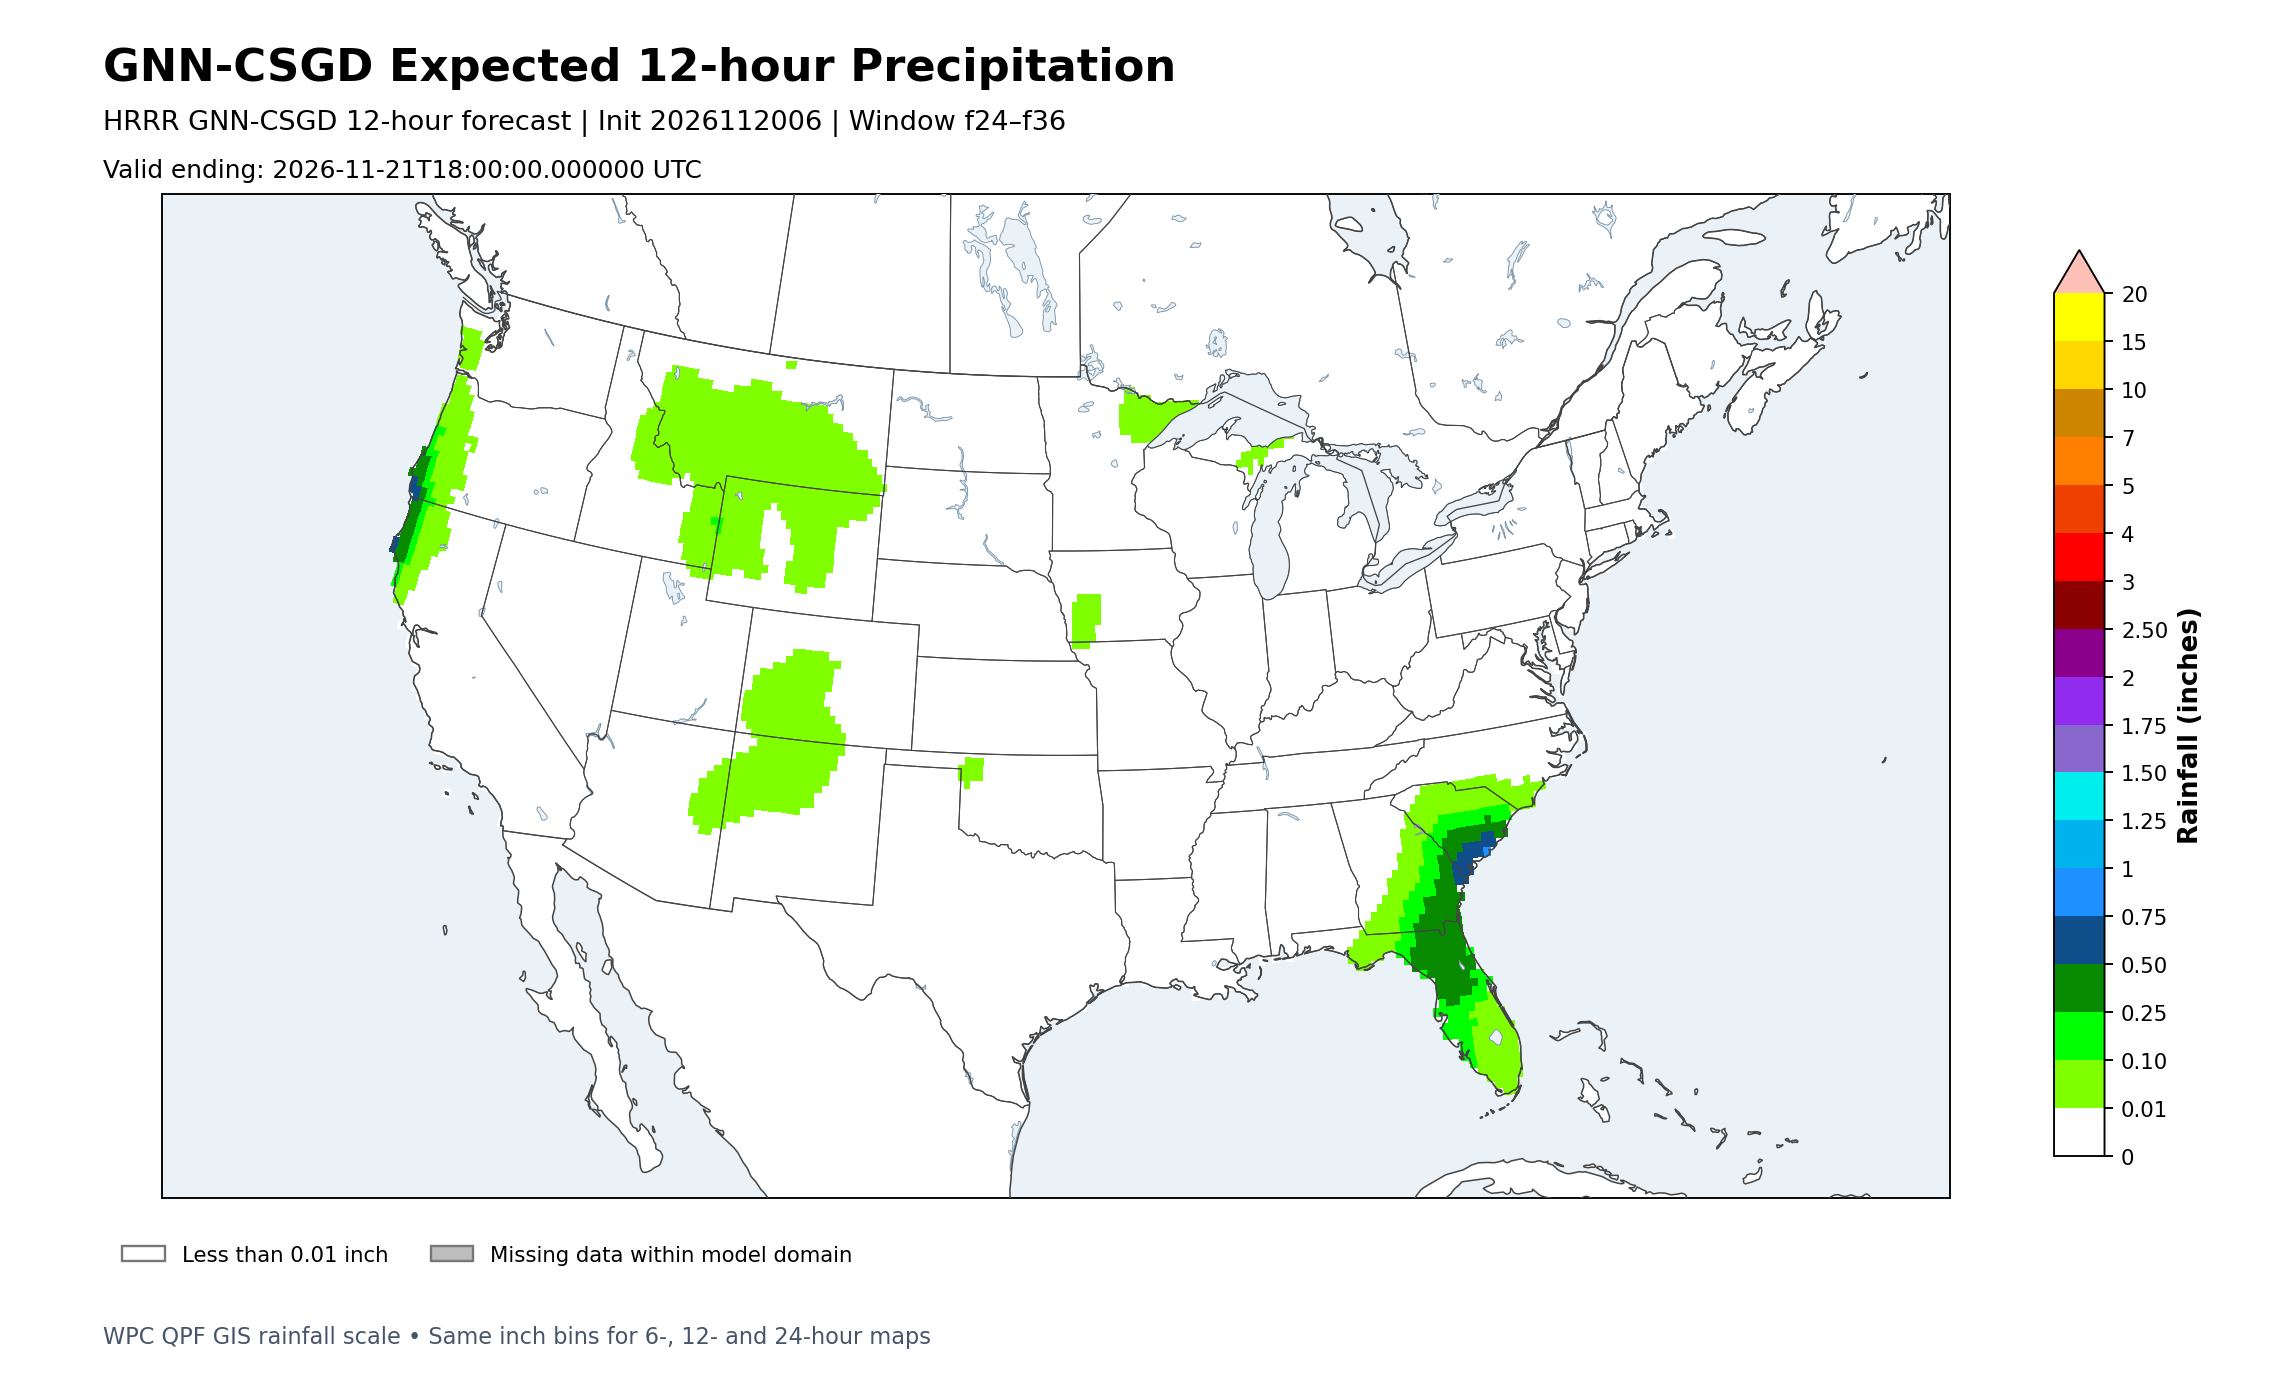 GNN-CSGD Expected 12-hour Precipitation
HRRR GNN-CSGD 12-hour forecast | Init 2026112006 | Window f24–f36
Valid ending: 2026-11-21T18:00:00.000000 UTC
20
15
10
7
5
4
3
2.50
2
1.75
1.50
1.25
1
0.75
0.50
0.25
0.10
0.01
0
Rainfall (inches)
Less than 0.01 inch
Missing data within model domain
WPC QPF GIS rainfall scale • Same inch bins for 6-, 12- and 24-hour maps